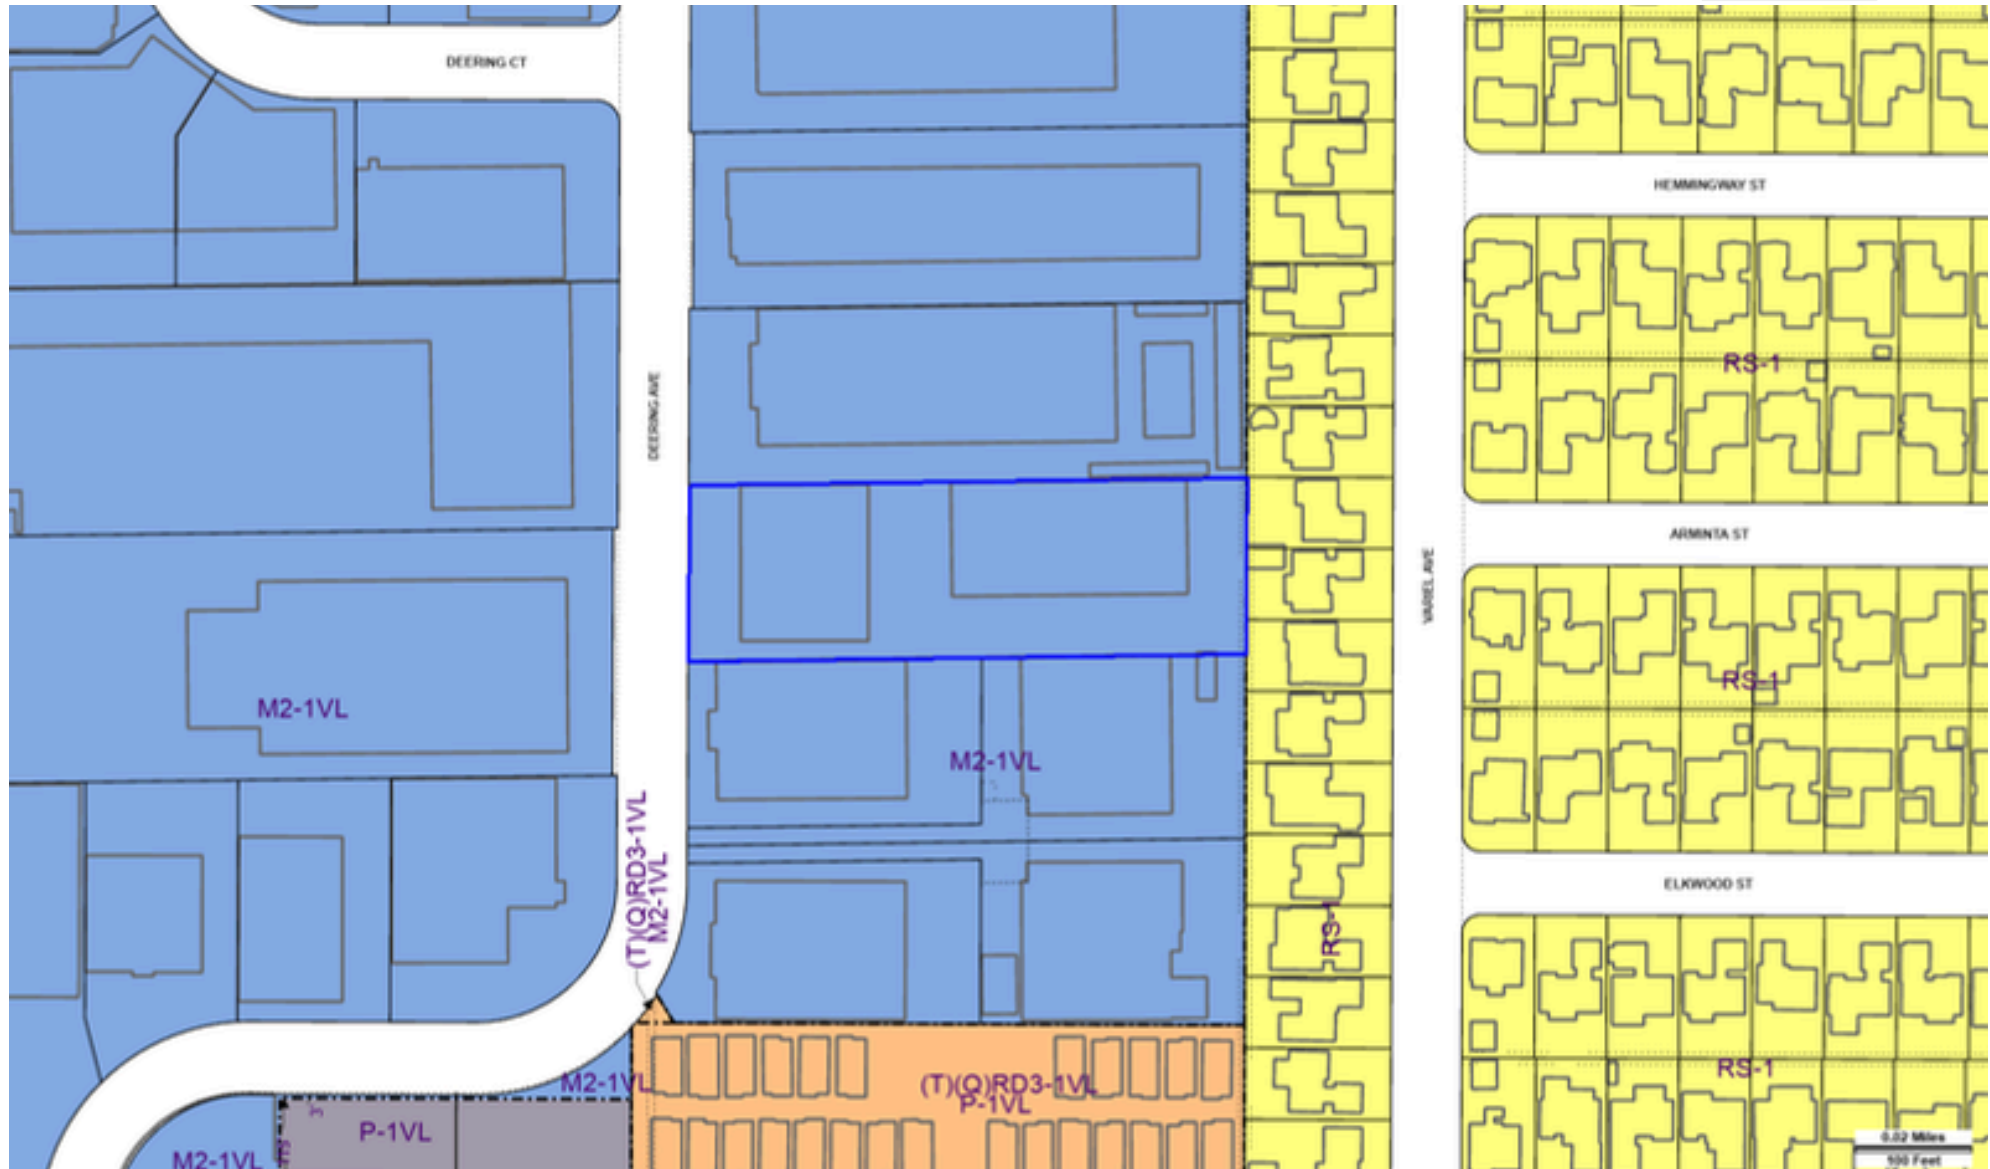 DEERING CT
HEMMINGWAY ST
RS-1
DEERING AVE
ARMINTA ST
VARIEL AVE
RS-1
M2-1VL
M2-1VL
(T)(Q)RD3-1VL
M2-1VL
ELKWOOD ST
RS-1
RS-1
M2-1VL
(T)(Q)RD3-1VL
P-1VL
P-1VL
M2-1VL
0.02 Miles
100 Feet